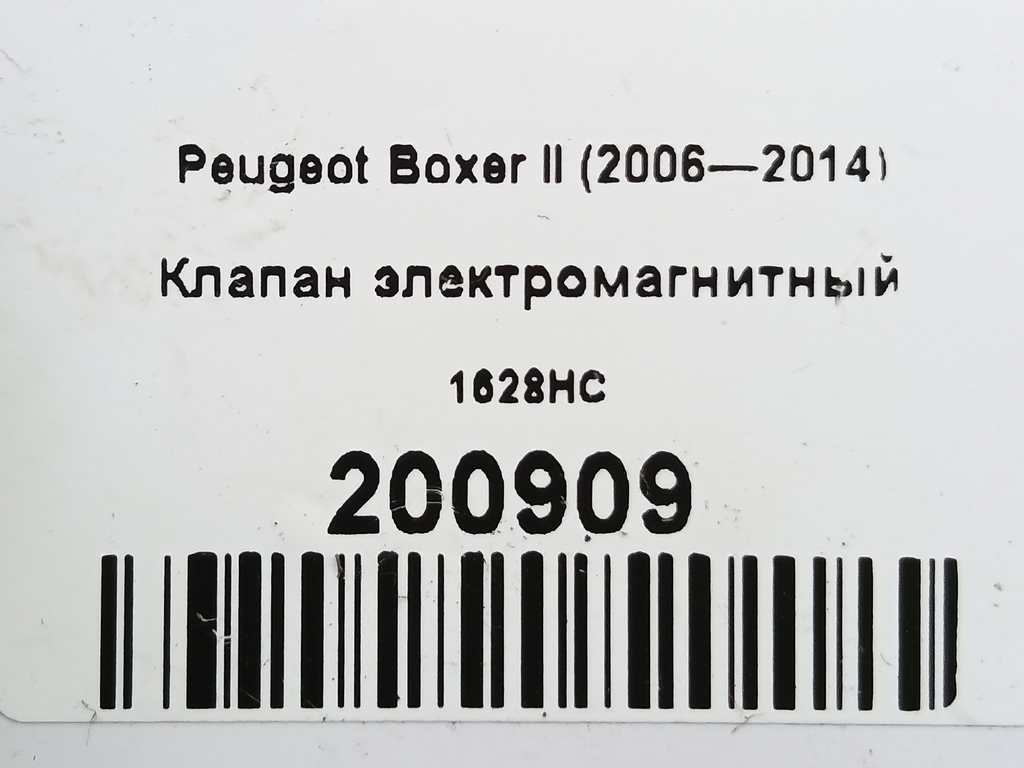 Peugeot Boxer II (2006—2014)
Клапан электромагнитный
1628HC
200909